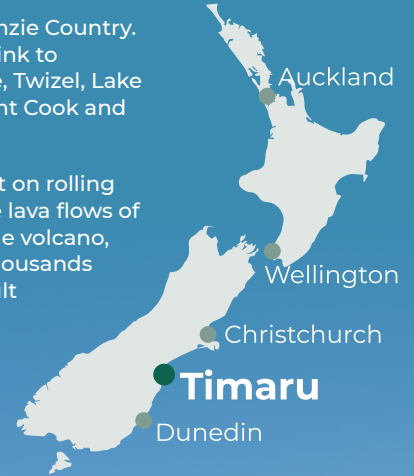 nzie Country.
ink to
e, Twizel, Lake
nt Cook and
t on rolling
e lava flows of
e volcano,
ousands
lt
Auckland
Wellington
Christchurch
Timaru
Dunedin